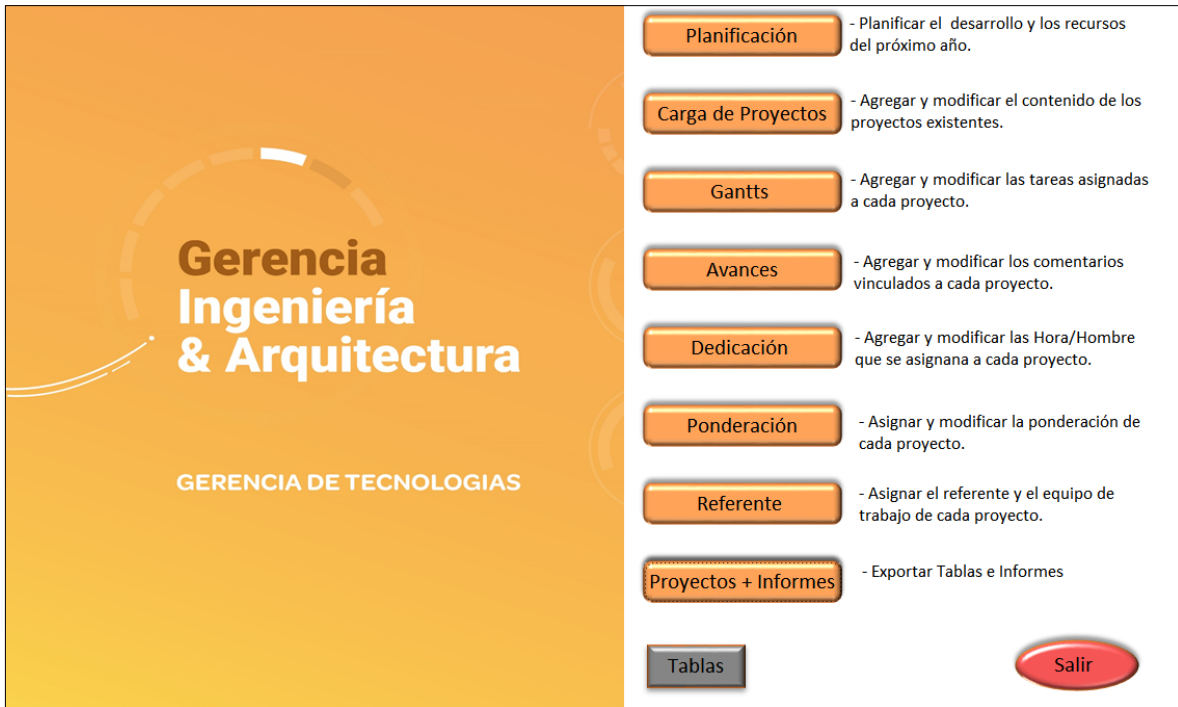 Gerencia
Ingeniería
& Arquitectura
GERENCIA DE TECNOLOGIAS
Planificación
- Planificar el desarrollo y los recursos
del próximo año.
Carga de Proyectos
- Agregar y modificar el contenido de los
proyectos existentes.
Gantts
- Agregar y modificar las tareas asignadas
a cada proyecto.
Avances
- Agregar y modificar los comentarios
vinculados a cada proyecto.
Dedicación
- Agregar y modificar las Hora/Hombre
que se asignana a cada proyecto.
Ponderación
- Asignar y modificar la ponderación de
cada proyecto.
Referente
- Asignar el referente y el equipo de
trabajo de cada proyecto.
Proyectos + Informes
- Exportar Tablas e Informes
Tablas
Salir